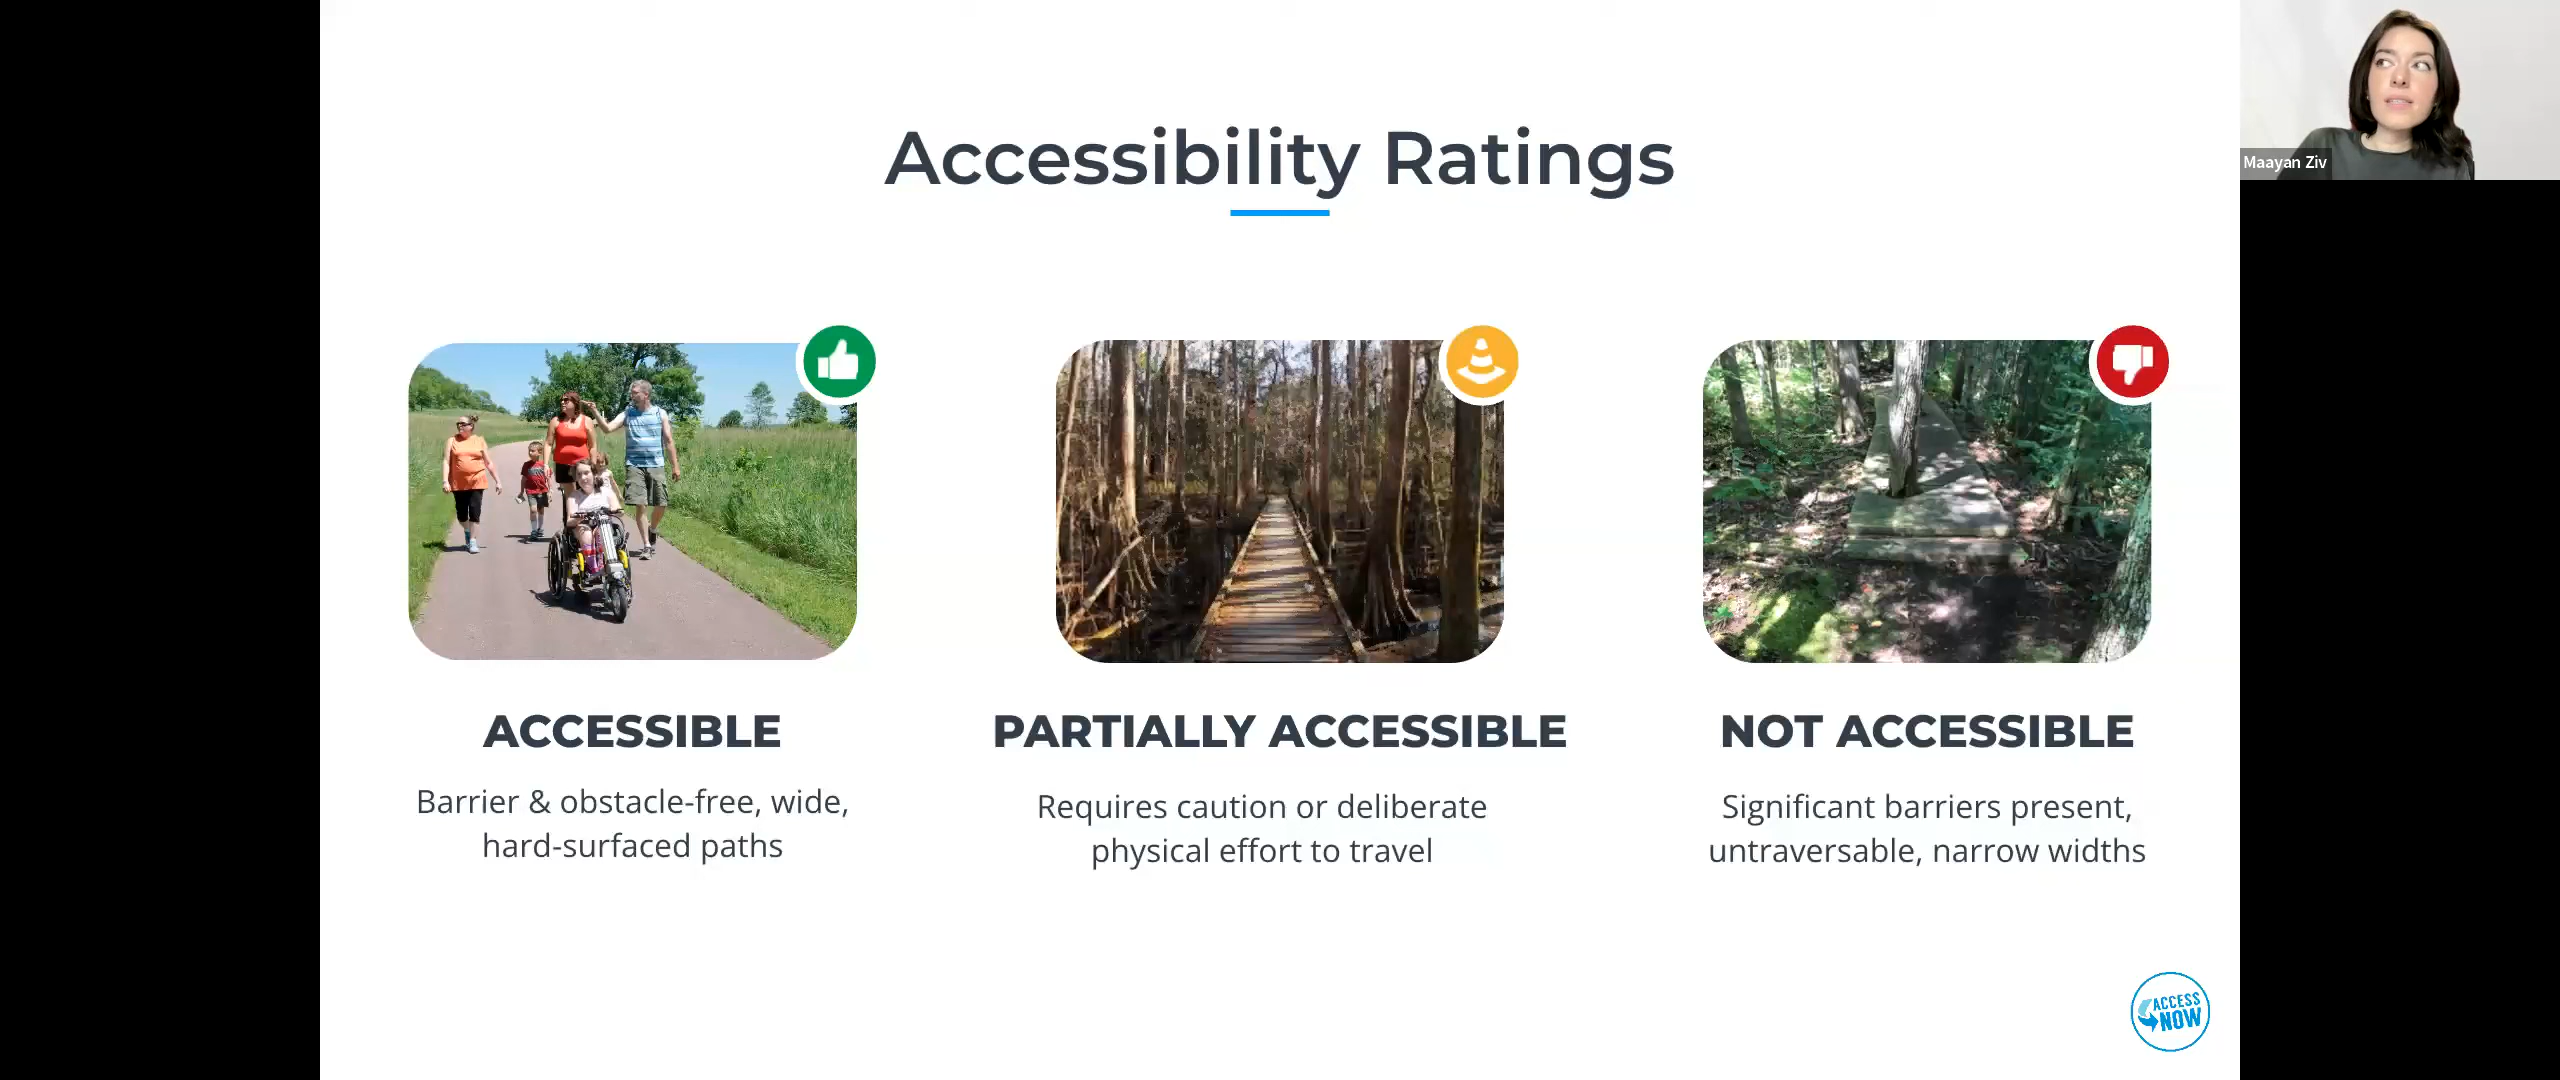 Accessibility Ratings
Maayan Ziv
ACCESSIBLE
Barrier & obstacle-free, wide,
hard-surfaced paths
PARTIALLY ACCESSIBLE
Requires caution or deliberate
physical effort to travel
NOT ACCESSIBLE
Significant barriers present,
untraversable, narrow widths
ACCESS
NOW